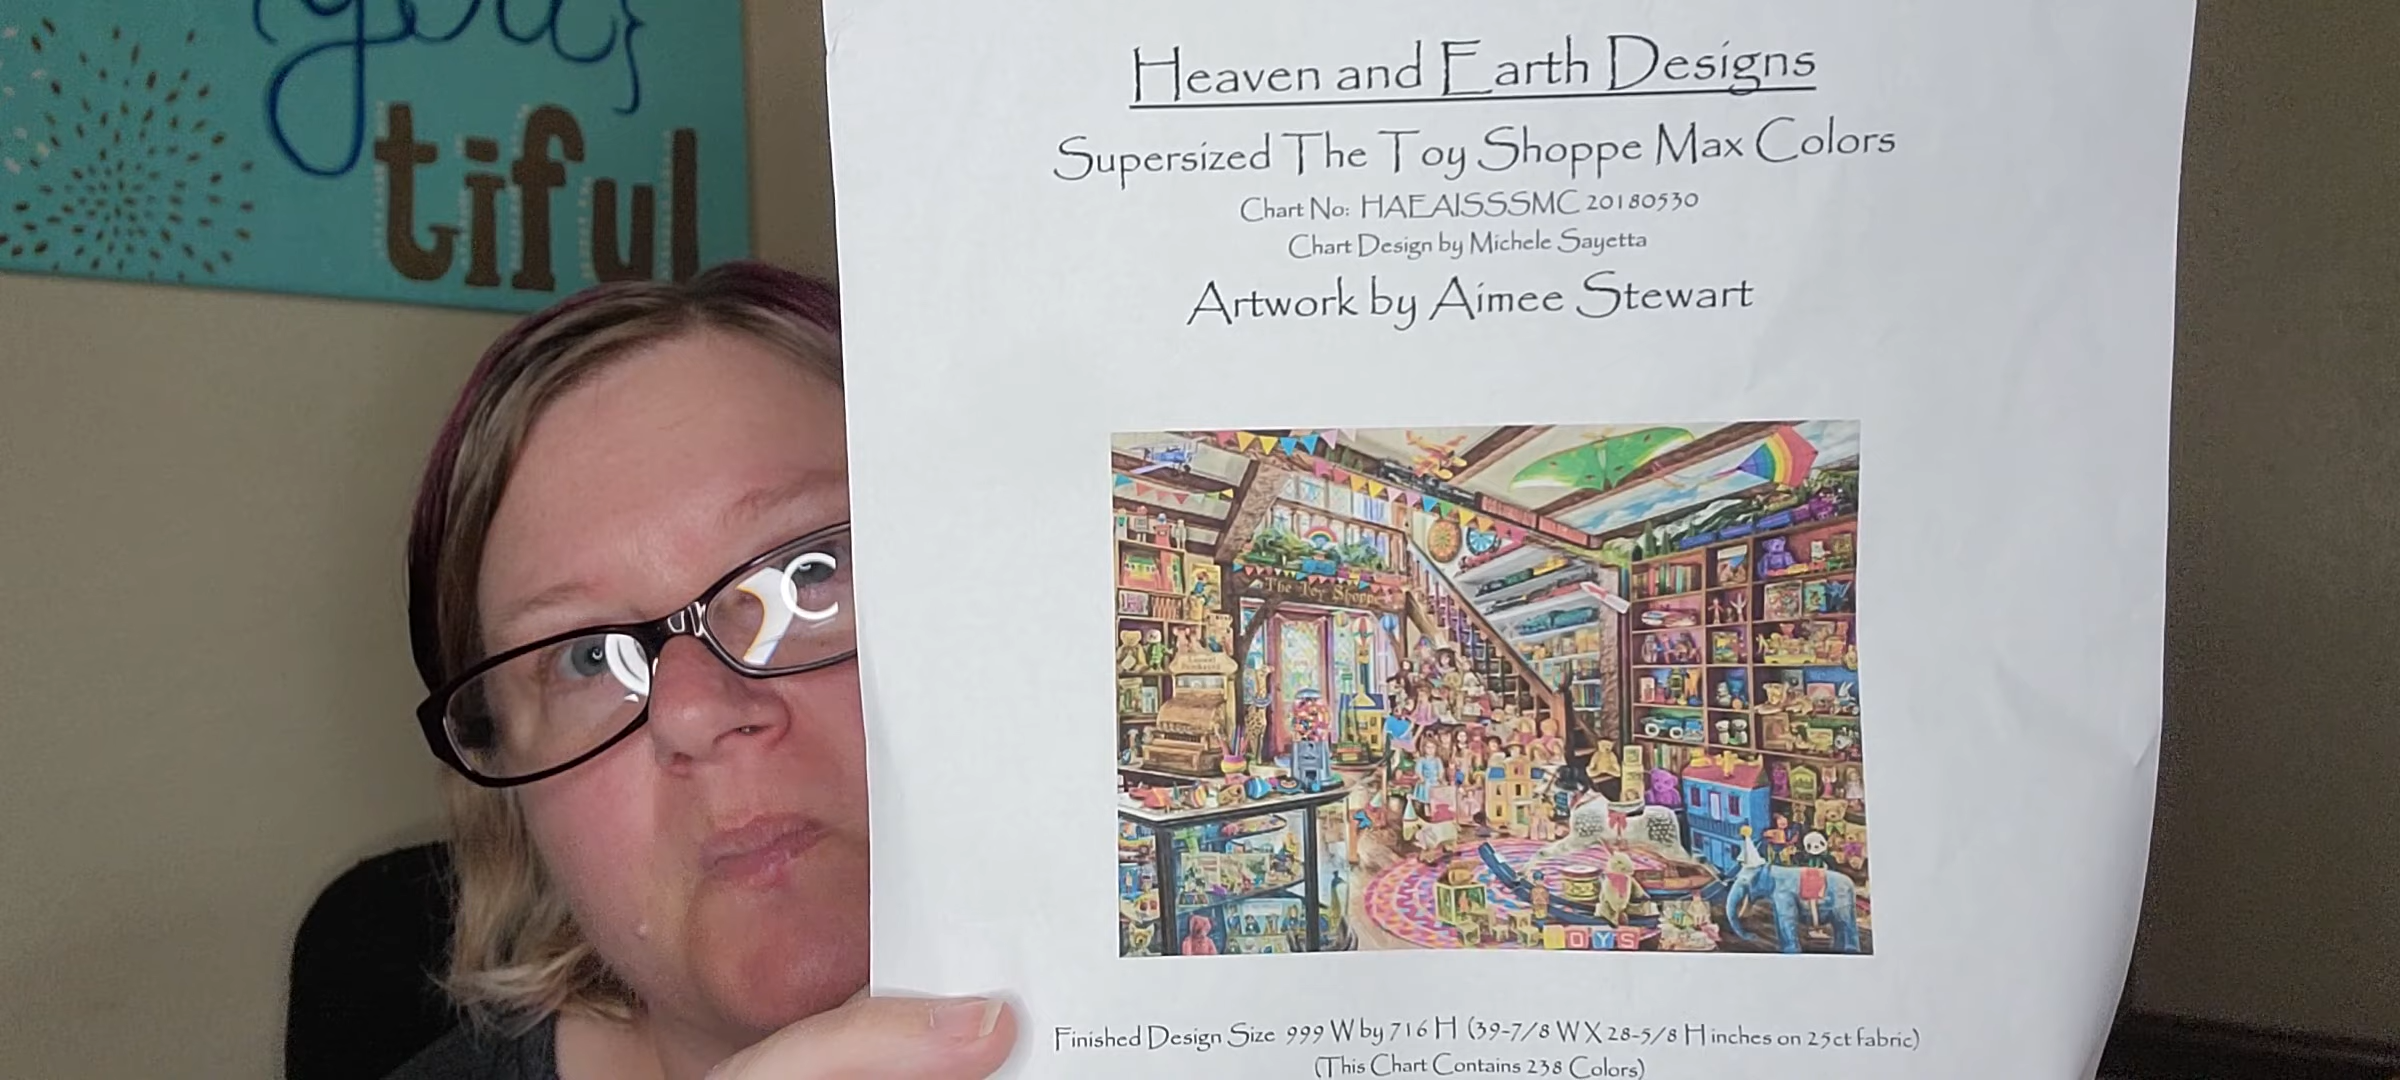 you}
tiful
Heaven and Earth Designs
Supersized The Toy Shoppe Max Colors
Chart No: HAEAISSSMC 20180530
Chart Design by Michele Sayetta
Artwork by Aimee Stewart
The Toy Shoppe
OYS
Finished Design Size 999 W by 716 H (39-7/8 W X 28-5/8 H inches on 25ct fabric)
(This Chart Contains 238 Colors)